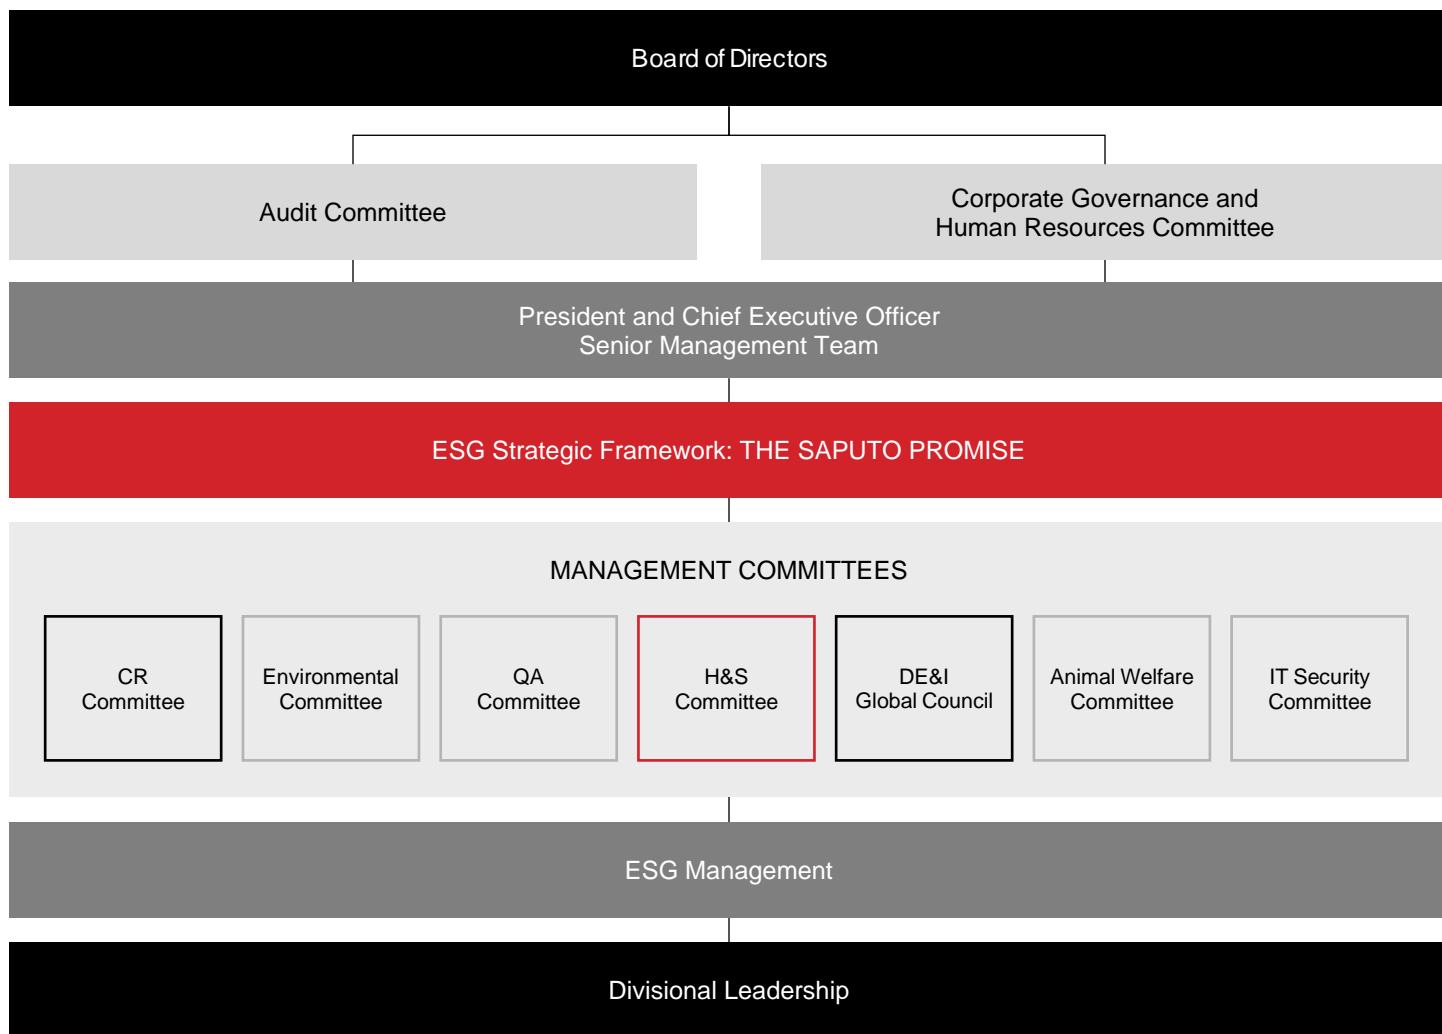 Board of Directors
Audit Committee
Corporate Governance and
Human Resources Committee
President and Chief Executive Officer
Senior Management Team
ESG Strategic Framework: THE SAPUTO PROMISE
MANAGEMENT COMMITTEES
CR
Committee
Environmental
Committee
QA
Committee
H&S
Committee
DE&I
Global Council
Animal Welfare
Committee
IT Security
Committee
ESG Management
Divisional Leadership